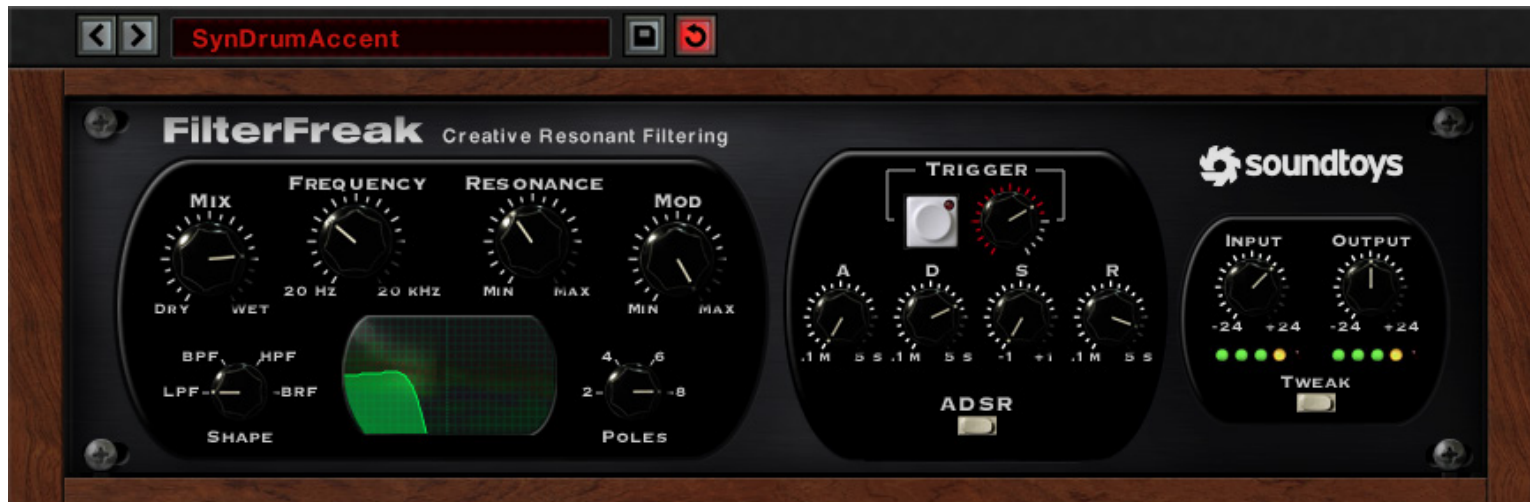 SynDrumAccent
FilterFreak Creative Resonant Filtering
MIX
DRY WET
FREQUENCY
20 HZ 20 KHZ
RESONANCE
MIN MAX
MOD
MIN MAX
BPF HPF
LPF BRF
SHAPE
4 6
2 8
POLES
TRIGGER
A D S R
.1 M 5 S .1 M 5 S -1 +1 .1 M 5 S
ADSR
soundtoys
INPUT OUTPUT
-24 +24 -24 +24
TWEAK